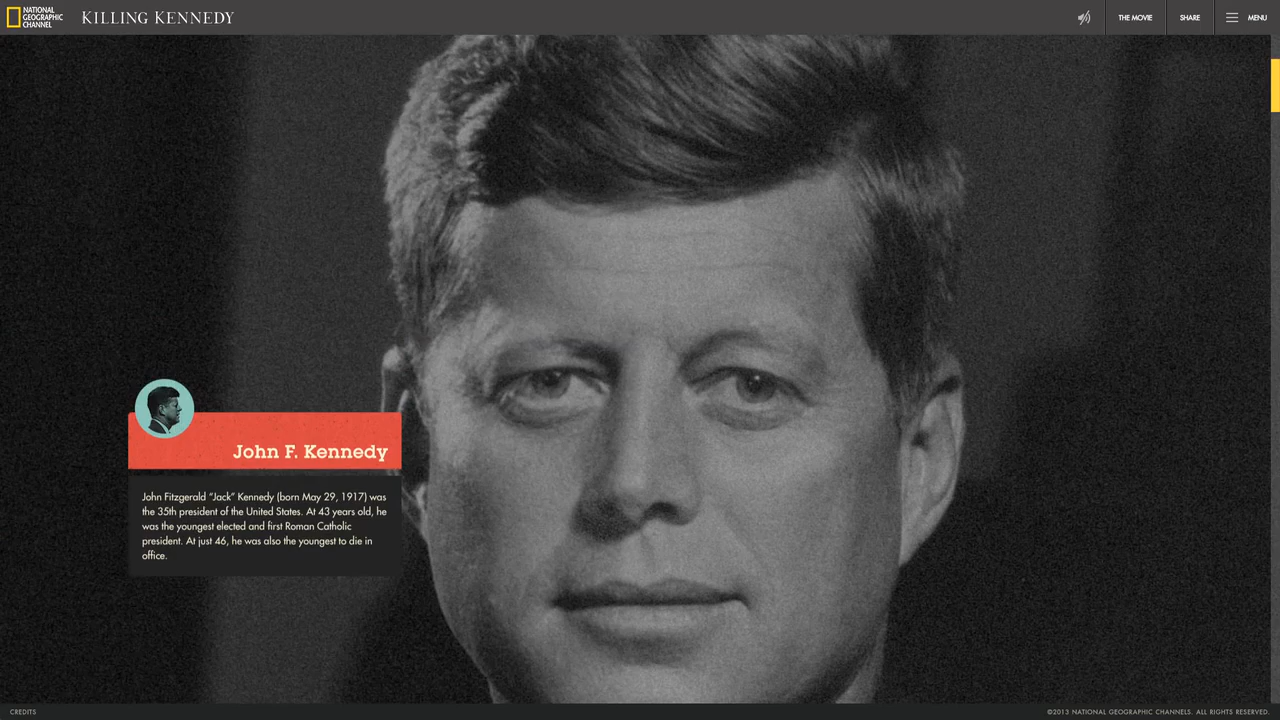 NATIONAL
GEOGRAPHIC
CHANNEL
KILLING KENNEDY
THE MOVIE
SHARE
MENU
John F. Kennedy
John Fitzgerald “Jack” Kennedy (born May 29, 1917) was
the 35th president of the United States. At 43 years old, he
was the youngest elected and first Roman Catholic
president. At just 46, he was also the youngest to die in
office.
CREDITS
©2013 NATIONAL GEOGRAPHIC CHANNELS. ALL RIGHTS RESERVED.